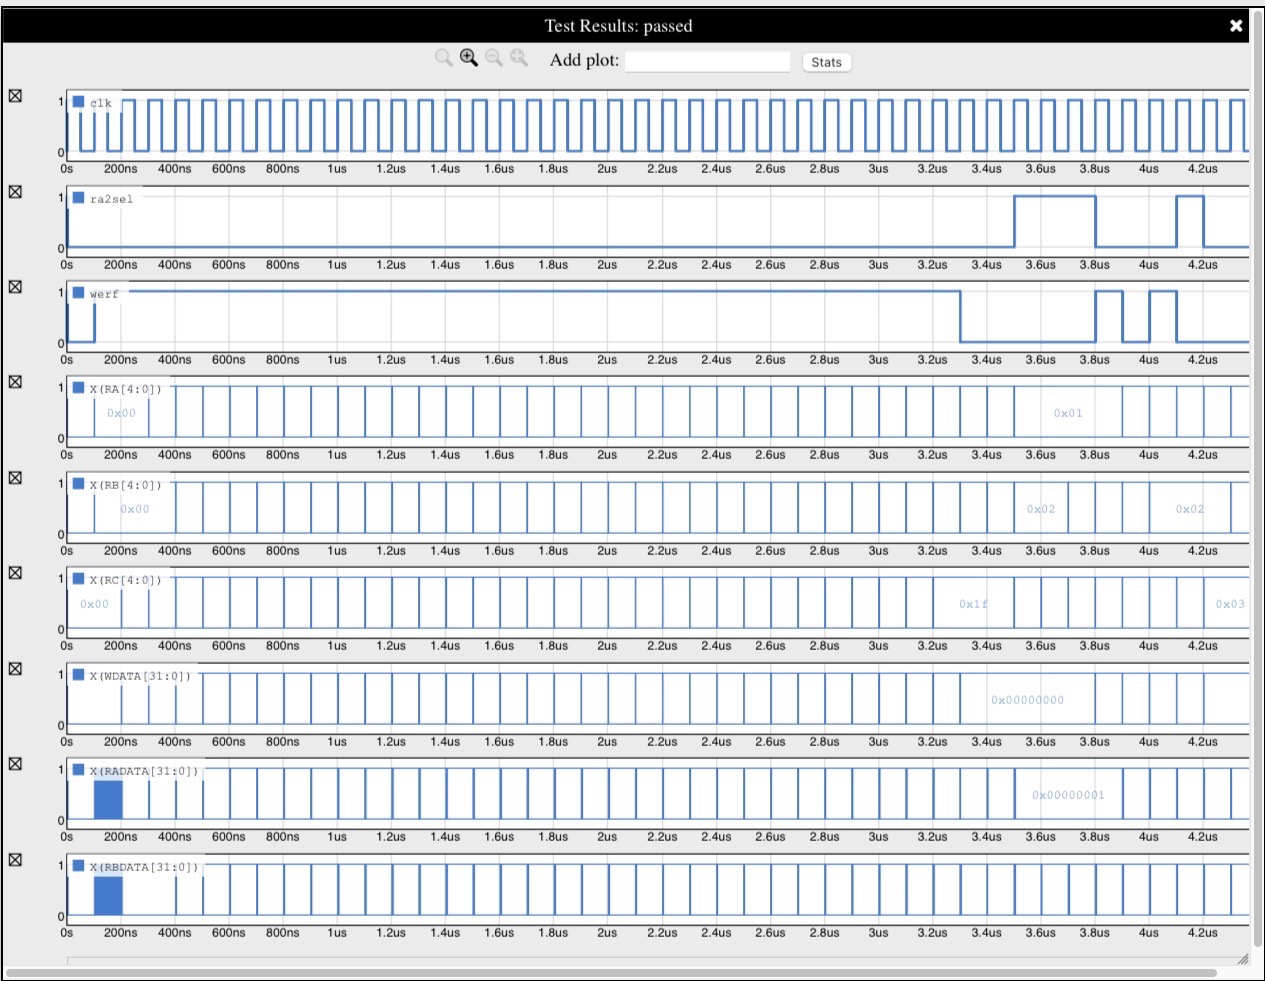 Test Results: passed
Add plot: Stats
1 clk
0
0s 200ns 400ns 600ns 800ns 1us 1.2us 1.4us 1.6us 1.8us 2us 2.2us 2.4us 2.6us 2.8us 3us 3.2us 3.4us 3.6us 3.8us 4us 4.2us
1 ra2sel
0
0s 200ns 400ns 600ns 800ns 1us 1.2us 1.4us 1.6us 1.8us 2us 2.2us 2.4us 2.6us 2.8us 3us 3.2us 3.4us 3.6us 3.8us 4us 4.2us
1 werf
0
0s 200ns 400ns 600ns 800ns 1us 1.2us 1.4us 1.6us 1.8us 2us 2.2us 2.4us 2.6us 2.8us 3us 3.2us 3.4us 3.6us 3.8us 4us 4.2us
1 X(RA[4:0])
0x00 0x01
0
0s 200ns 400ns 600ns 800ns 1us 1.2us 1.4us 1.6us 1.8us 2us 2.2us 2.4us 2.6us 2.8us 3us 3.2us 3.4us 3.6us 3.8us 4us 4.2us
1 X(RB[4:0])
0x00 0x02 0x02
0
0s 200ns 400ns 600ns 800ns 1us 1.2us 1.4us 1.6us 1.8us 2us 2.2us 2.4us 2.6us 2.8us 3us 3.2us 3.4us 3.6us 3.8us 4us 4.2us
1 X(RC[4:0])
0x00 0x1f 0x03
0
0s 200ns 400ns 600ns 800ns 1us 1.2us 1.4us 1.6us 1.8us 2us 2.2us 2.4us 2.6us 2.8us 3us 3.2us 3.4us 3.6us 3.8us 4us 4.2us
1 X(WDATA[31:0])
0x00000000
0
0s 200ns 400ns 600ns 800ns 1us 1.2us 1.4us 1.6us 1.8us 2us 2.2us 2.4us 2.6us 2.8us 3us 3.2us 3.4us 3.6us 3.8us 4us 4.2us
1 X(RADATA[31:0])
0x00000001
0
0s 200ns 400ns 600ns 800ns 1us 1.2us 1.4us 1.6us 1.8us 2us 2.2us 2.4us 2.6us 2.8us 3us 3.2us 3.4us 3.6us 3.8us 4us 4.2us
1 X(RBDATA[31:0])
0
0s 200ns 400ns 600ns 800ns 1us 1.2us 1.4us 1.6us 1.8us 2us 2.2us 2.4us 2.6us 2.8us 3us 3.2us 3.4us 3.6us 3.8us 4us 4.2us